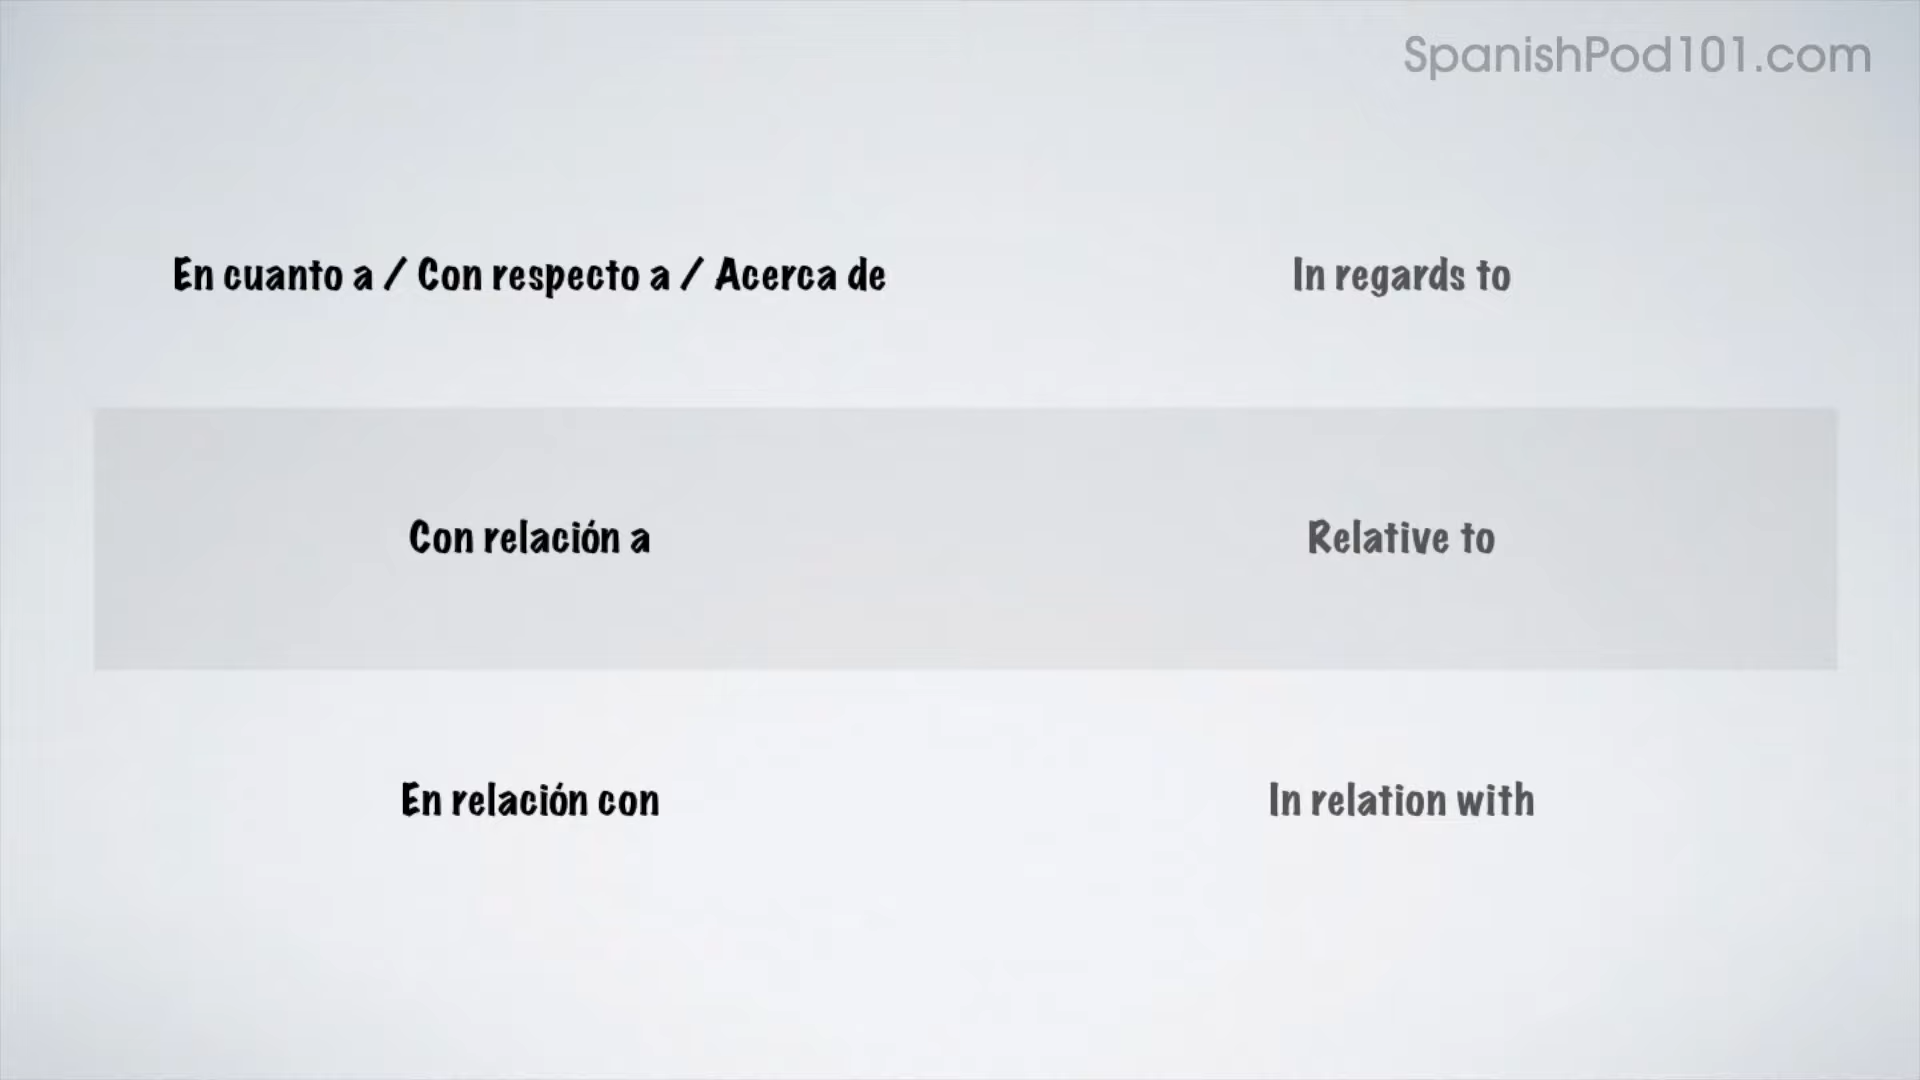 SpanishPod101.com
En cuanto a / Con respecto a / Acerca de
In regards to
Con relación a
Relative to
En relación con
In relation with